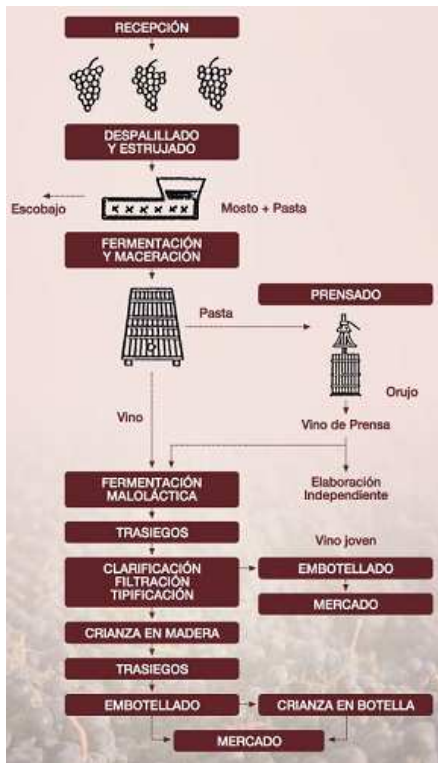 RECEPCIÓN
DESPALILLADO
Y ESTRUJADO
Escobajo
Mosto + Pasta
FERMENTACIÓN
Y MACERACIÓN
PRENSADO
Pasta
Orujo
Vino
Vino de Prensa
FERMENTACIÓN
MALOLÁCTICA
Elaboración
Independiente
TRASIEGOS
Vino joven
CLARIFICACIÓN
FILTRACIÓN
TIPIFICACIÓN
EMBOTELLADO
MERCADO
CRIANZA EN MADERA
TRASIEGOS
EMBOTELLADO
CRIANZA EN BOTELLA
MERCADO